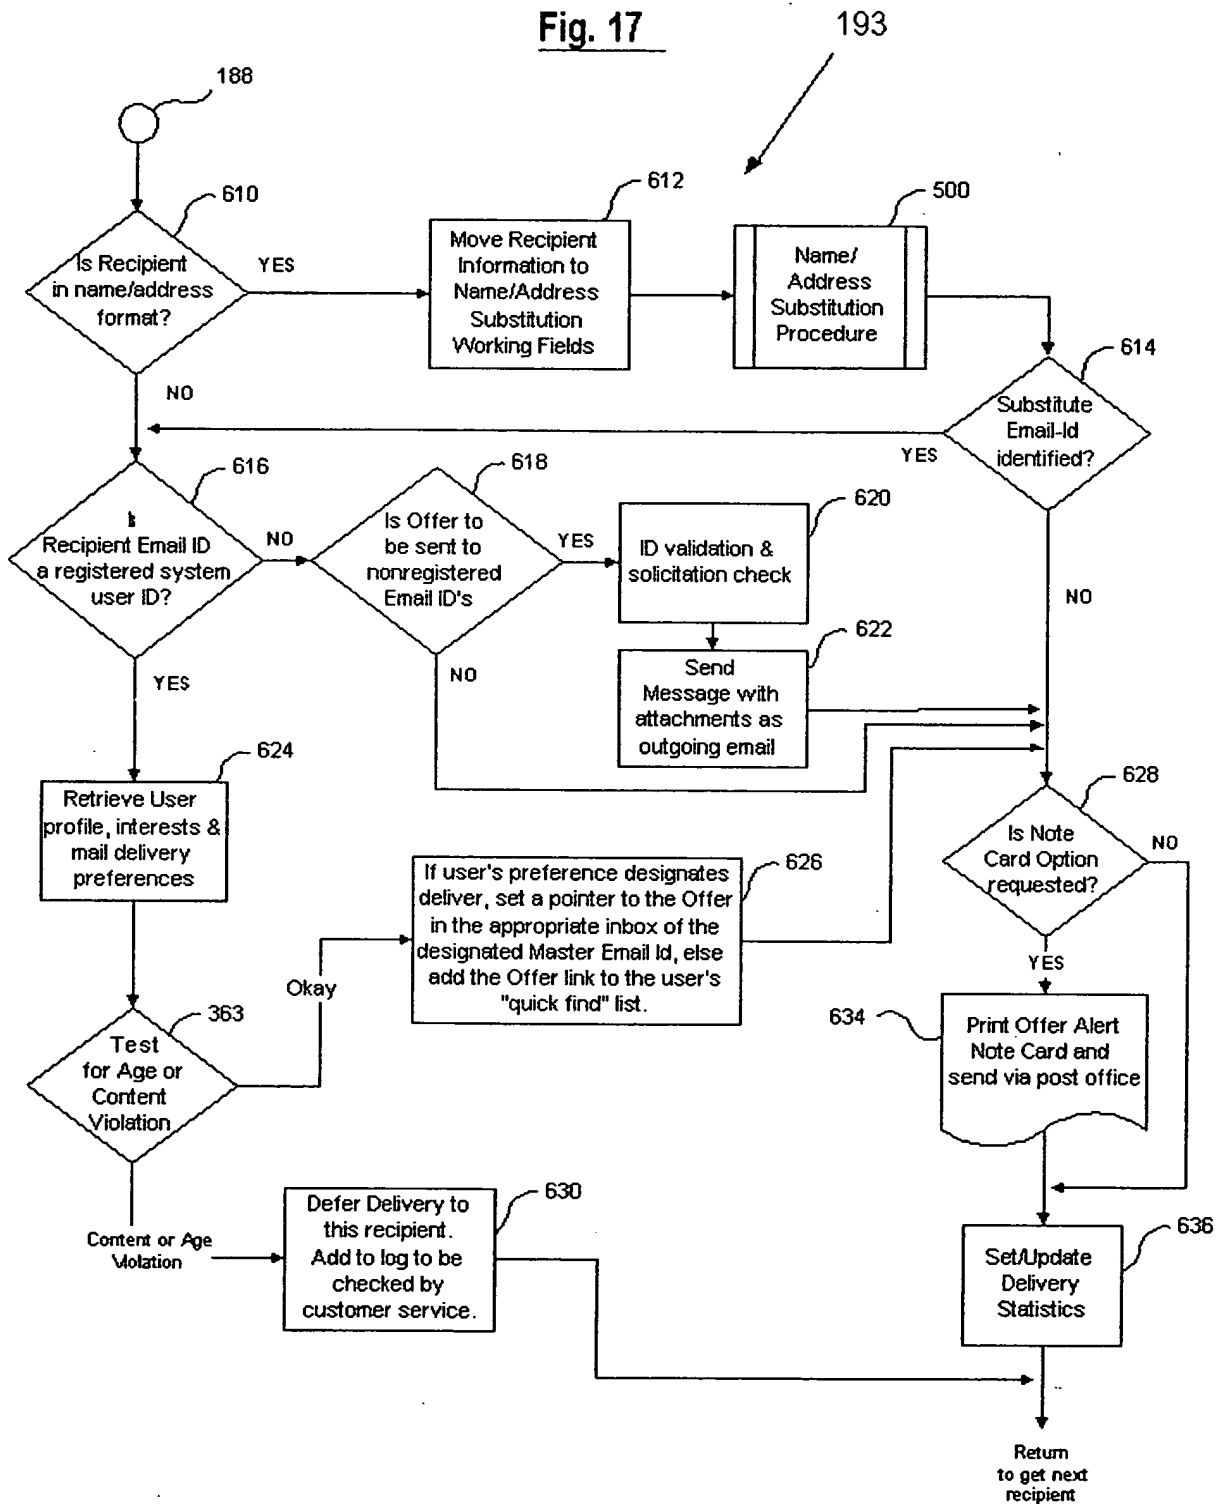 Fig. 17
193
188
610
Is Recipient
in name/address
format?
YES
NO
612
Move Recipient
Information to
Name/Address
Substitution
Working Fields
500
Name/
Address
Substitution
Procedure
614
Substitute
Email-Id
identified?
YES
NO
616
Is
Recipient Email ID
a registered system
user ID?
NO
YES
618
Is Offer to
be sent to
nonregistered
Email ID's
YES
NO
620
ID validation &
solicitation check
622
Send
Message with
attachments as
outgoing email
624
Retrieve User
profile, interests &
mail delivery
preferences
626
If user's preference designates
deliver, set a pointer to the Offer
in the appropriate inbox of the
designated Master Email Id, else
add the Offer link to the user's
"quick find" list.
628
Is Note
Card Option
requested?
NO
YES
363
Test
for Age or
Content
Violation
Okay
Content or Age
Violation
630
Defer Delivery to
this recipient.
Add to log to be
checked by
customer service.
634
Print Offer Alert
Note Card and
send via post office
636
Set/Update
Delivery
Statistics
Return
to get next
recipient